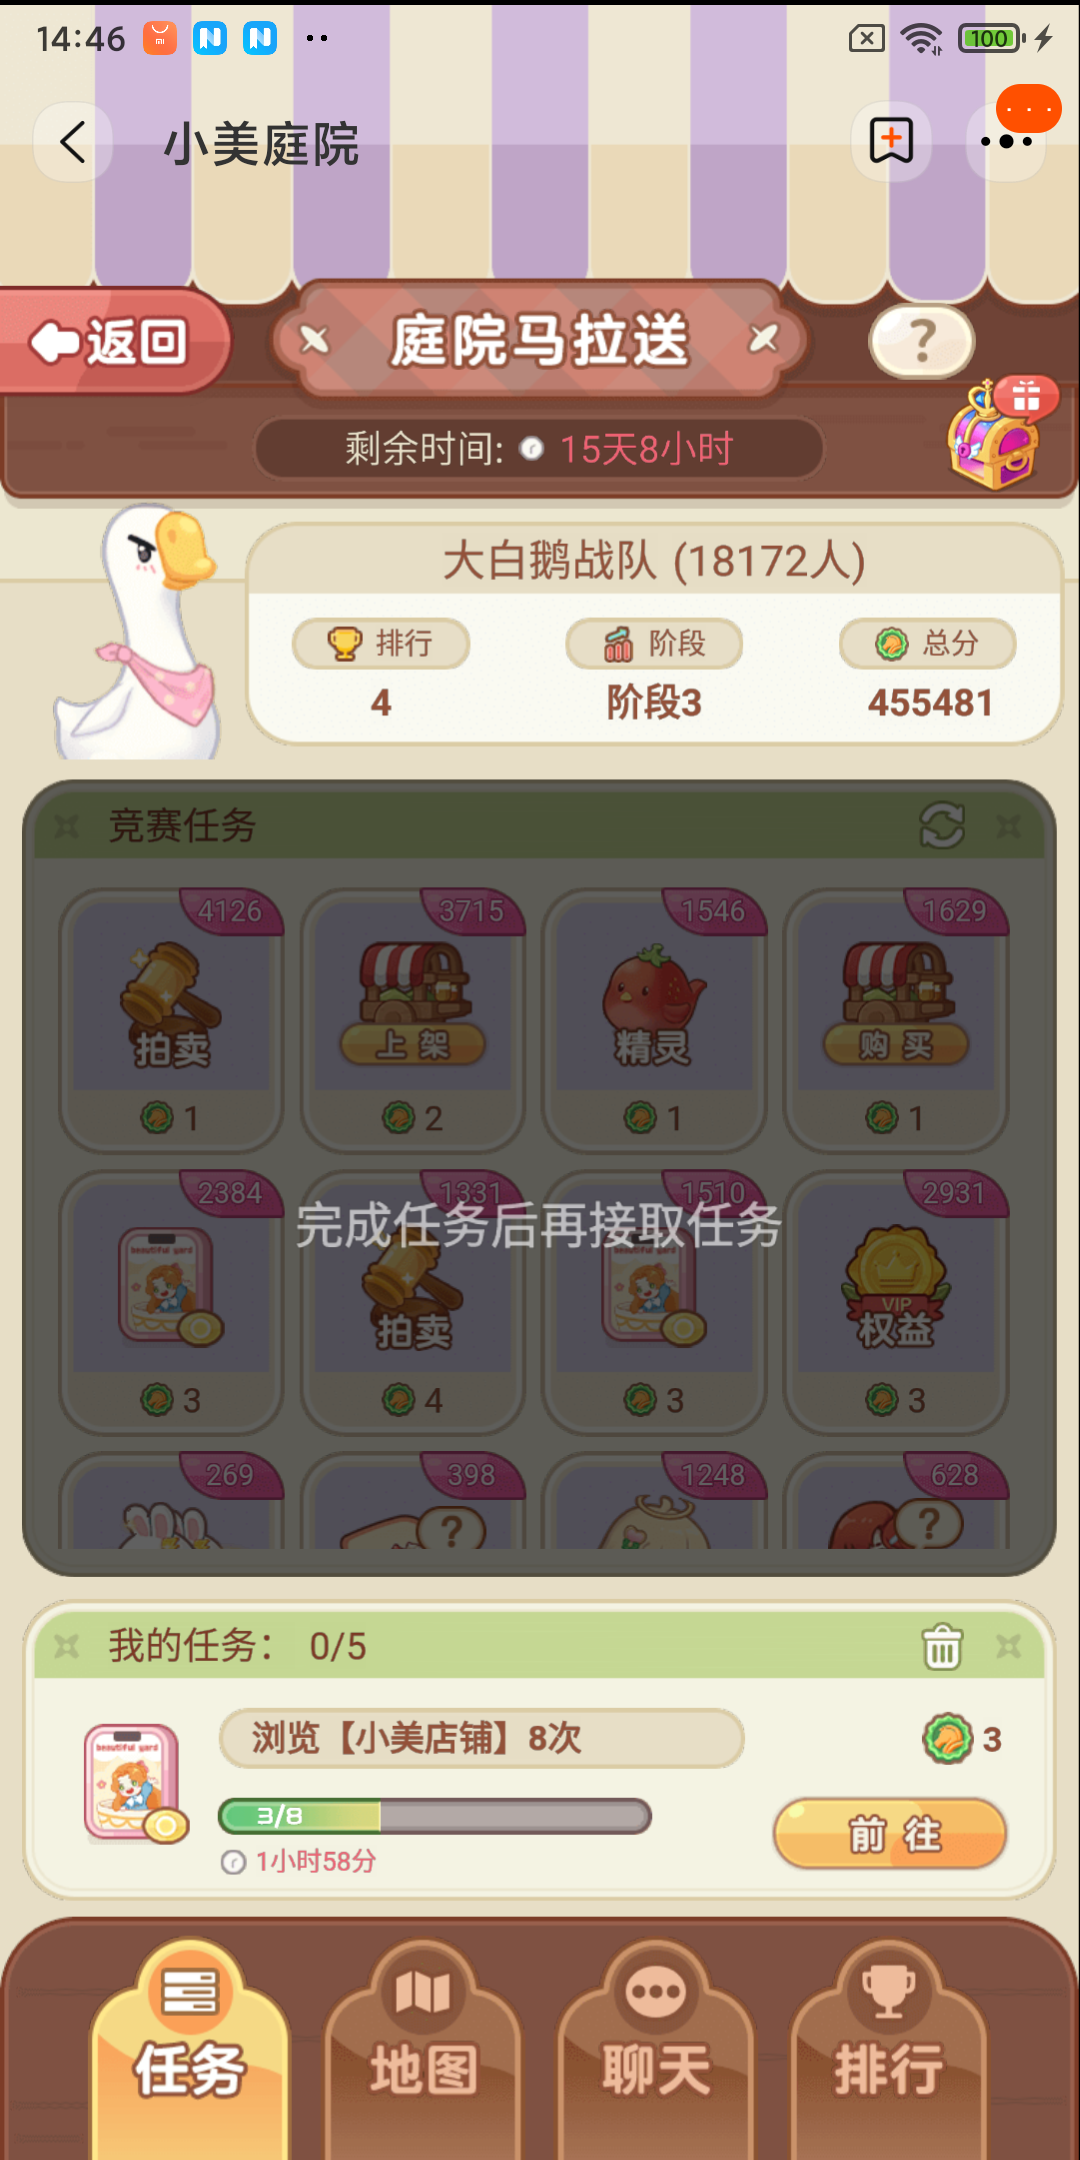 14:46
100
小美庭院
返回
庭院马拉送
?
剩余时间: 15天8小时
大白鹅战队 (18172人)
排行
阶段
总分
4
阶段3
455481
竞赛任务
4126
3715
1546
1629
拍卖
上架
精灵
购买
1
2
1
1
2384
1331
1510
2931
完成任务后再接取任务
beautiful yard
拍卖
beautiful yard
VIP
权益
3
4
3
3
269
398
1248
628
?
?
我的任务: 0/5
beautiful yard
浏览【小美店铺】8次
3
3/8
前往
1小时58分
任务
地图
聊天
排行